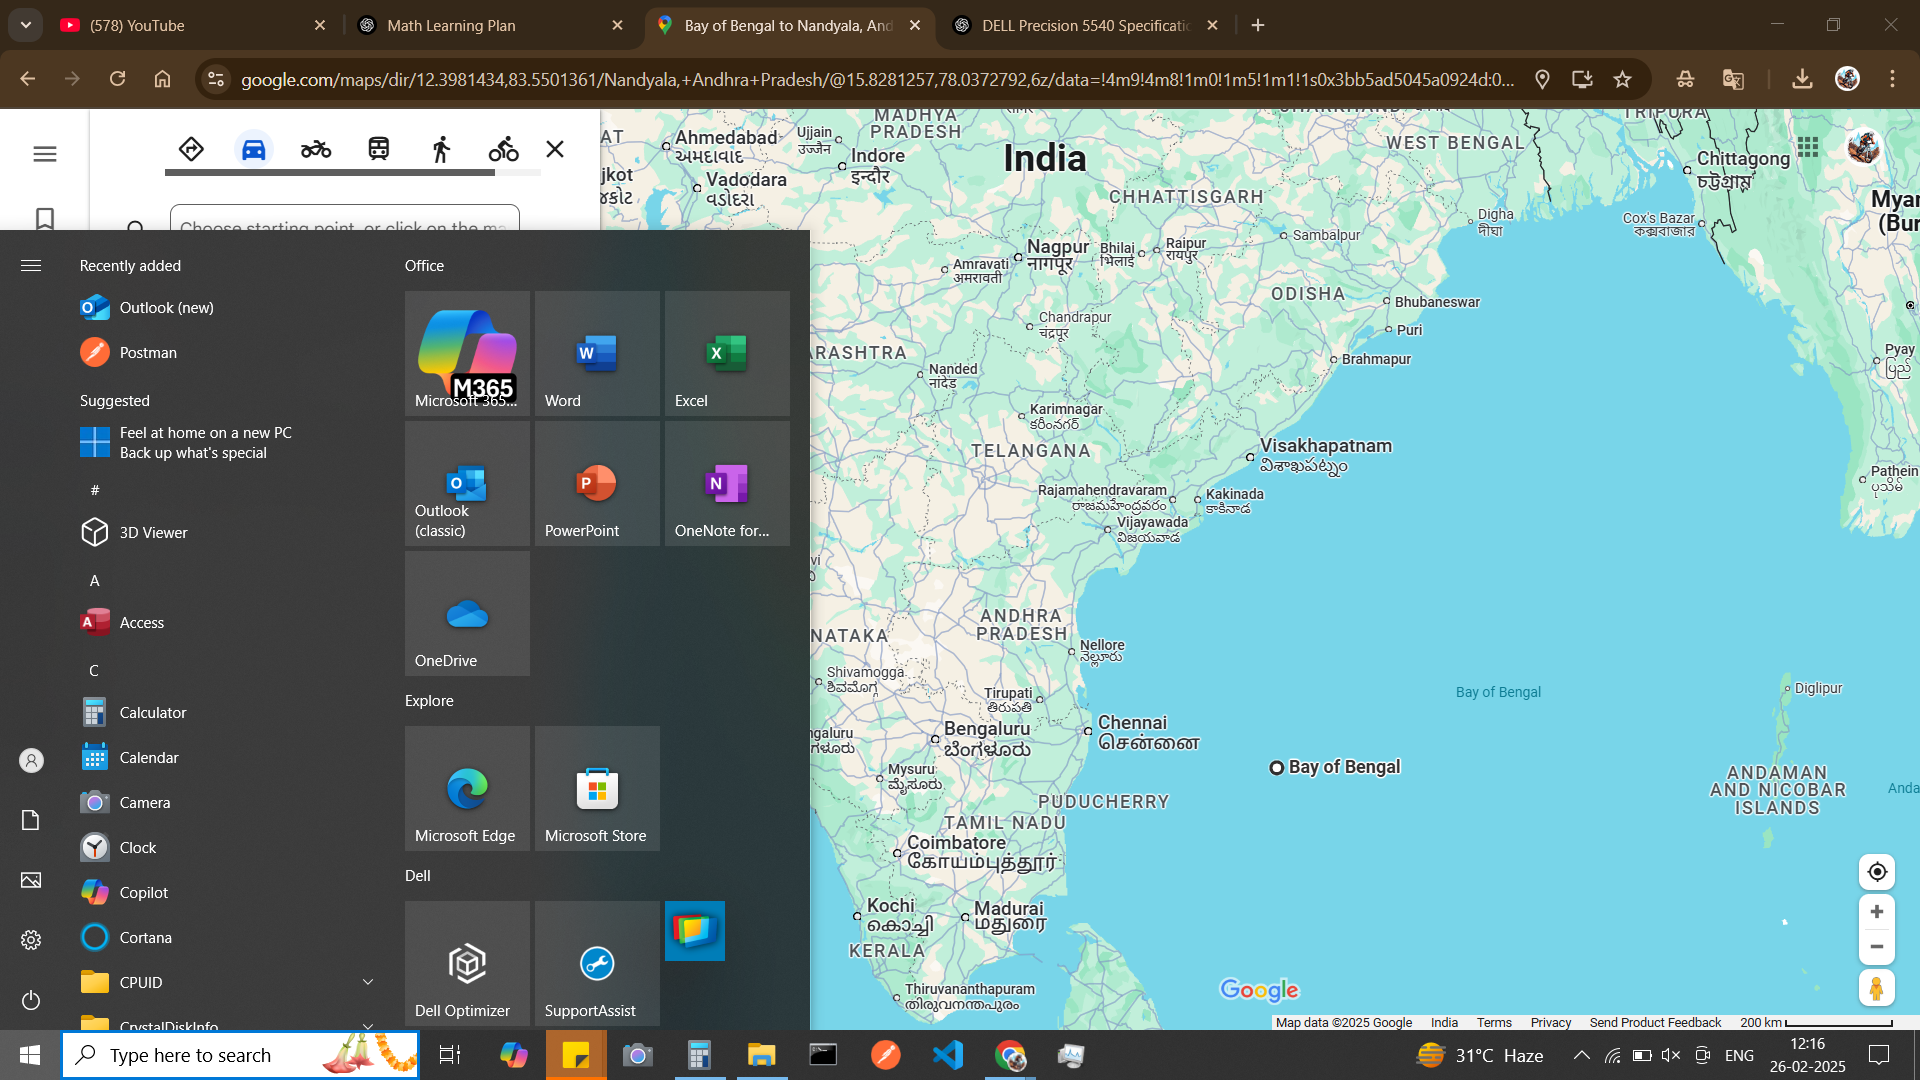 (578) YouTube
Math Learning Plan
Bay of Bengal to Nandyala, And
DELL Precision 5540 Specificatio
google.com/maps/dir/12.3981434,83.5501361/Nandyala,+Andhra+Pradesh/@15.8281257,78.0372792,6z/data=!4m9!4m8!1m0!1m5!1m1!1s0x3bb5ad5045a0924d:0...
Choose starting point, or click on the ma
Recently added
Outlook (new)
Postman
Suggested
Feel at home on a new PC
Back up what's special
#
3D Viewer
A
Access
C
Calculator
Calendar
Camera
Clock
Copilot
Cortana
CPUID
CrystalDiskInfo
Office
M365
Microsoft 365...
Word
Excel
Outlook
(classic)
PowerPoint
OneNote for...
OneDrive
Explore
Microsoft Edge
Microsoft Store
Dell
Dell Optimizer
SupportAssist
India
MADHYA
PRADESH
Ahmedabad
અમદાવાદ
Ujjain
उज्जैन
Indore
इन्दौर
Vadodara
વડોદરા
WEST BENGAL
TRIPURA
Chittagong
চট্টগ্রাম
CHHATTISGARH
Digha
দীঘা
Cox's Bazar
কক্সবাজার
Sambalpur
Nagpur
नागपूर
Bhilai
भिलाई
Raipur
रायपुर
Amravati
अमरावती
ODISHA
Bhubaneswar
Puri
Chandrapur
चंद्रपूर
Brahmapur
ARASHTRA
Nanded
नांदेड
Pyay
ပြည်
Karimnagar
కరీంనగర్
TELANGANA
Visakhapatnam
విశాఖపట్నం
Pathein
ပုသိမ်
Rajamahendravaram
రాజమహేంద్రవరం
Kakinada
కాకినాడ
Vijayawada
విజయవాడ
ANDHRA
PRADESH
NATAKA
Nellore
నెల్లూరు
Shivamogga
ಶಿವಮೊಗ್ಗ
Tirupati
తిరుపతి
Bay of Bengal
Diglipur
Chennai
சென்னை
Bengaluru
ಬೆಂಗಳೂರು
Mysuru
ಮೈಸೂರು
Bay of Bengal
ANDAMAN
AND NICOBAR
ISLANDS
PUDUCHERRY
TAMIL NADU
Coimbatore
கோயம்புத்தூர்
Kochi
കൊച്ചി
Madurai
மதுரை
KERALA
Thiruvananthapuram
തിരുവനന്തപുരം
Google
Map data ©2025 Google India Terms Privacy Send Product Feedback 200 km
Type here to search
31°C Haze
ENG
12:16
26-02-2025